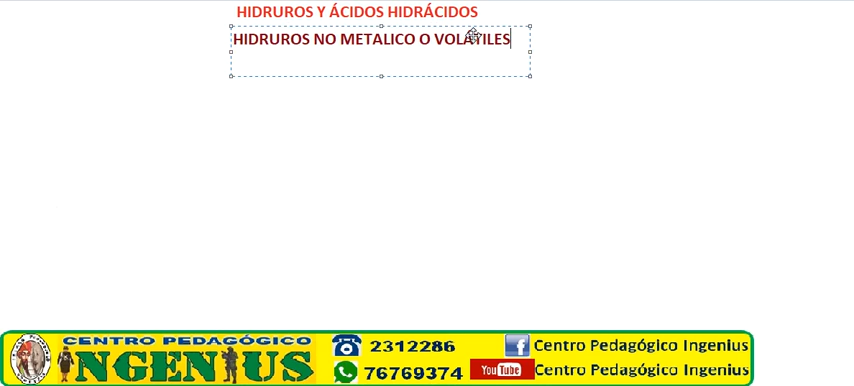 HIDRUROS Y ÁCIDOS HIDRÁCIDOS
HIDRUROS NO METALICO O VOLATILES
CENTRO PEDAGÓGICO
INGENIUS
2312286
76769374
Centro Pedagógico Ingenius
YouTube Centro Pedagógico Ingenius